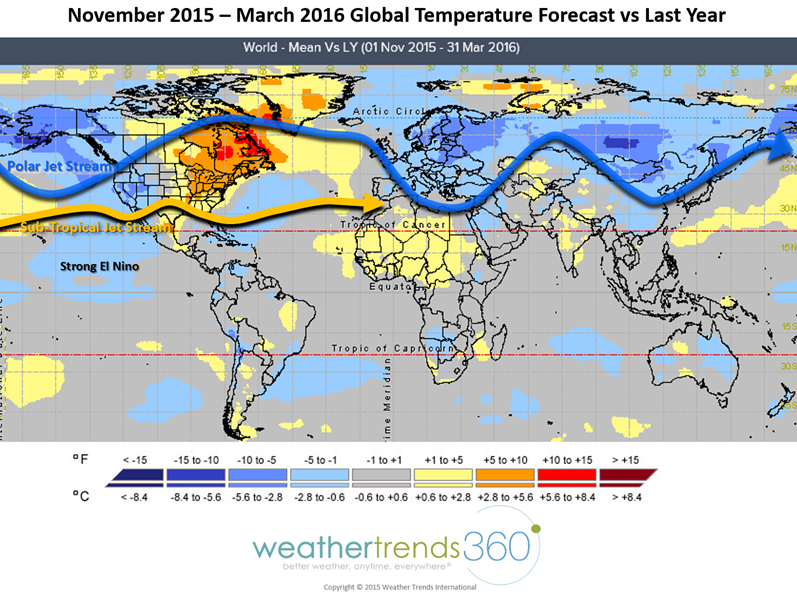 November 2015 – March 2016 Global Temperature Forecast vs Last Year
World - Mean Vs LY (01 Nov 2015 - 31 Mar 2016)
75N
Arctic Circl
Polar Jet Stream
45N
30N
Sub-Tropical Jet Stream
Tropic of Cancer
15N
Strong El Nino
Equato
15S
Tropic of Capricorn
30S
ime Meridian
°F
< -15 -15 to -10 -10 to -5 -5 to -1 -1 to +1 +1 to +5 +5 to +10 +10 to +15 > +15
°C
< -8.4 -8.4 to -5.6 -5.6 to -2.8 -2.8 to -0.6 -0.6 to +0.6 +0.6 to +2.8 +2.8 to +5.6 +5.6 to +8.4 > +8.4
weathertrends360
better weather, anytime, everywhere®
Copyright © 2015 Weather Trends International